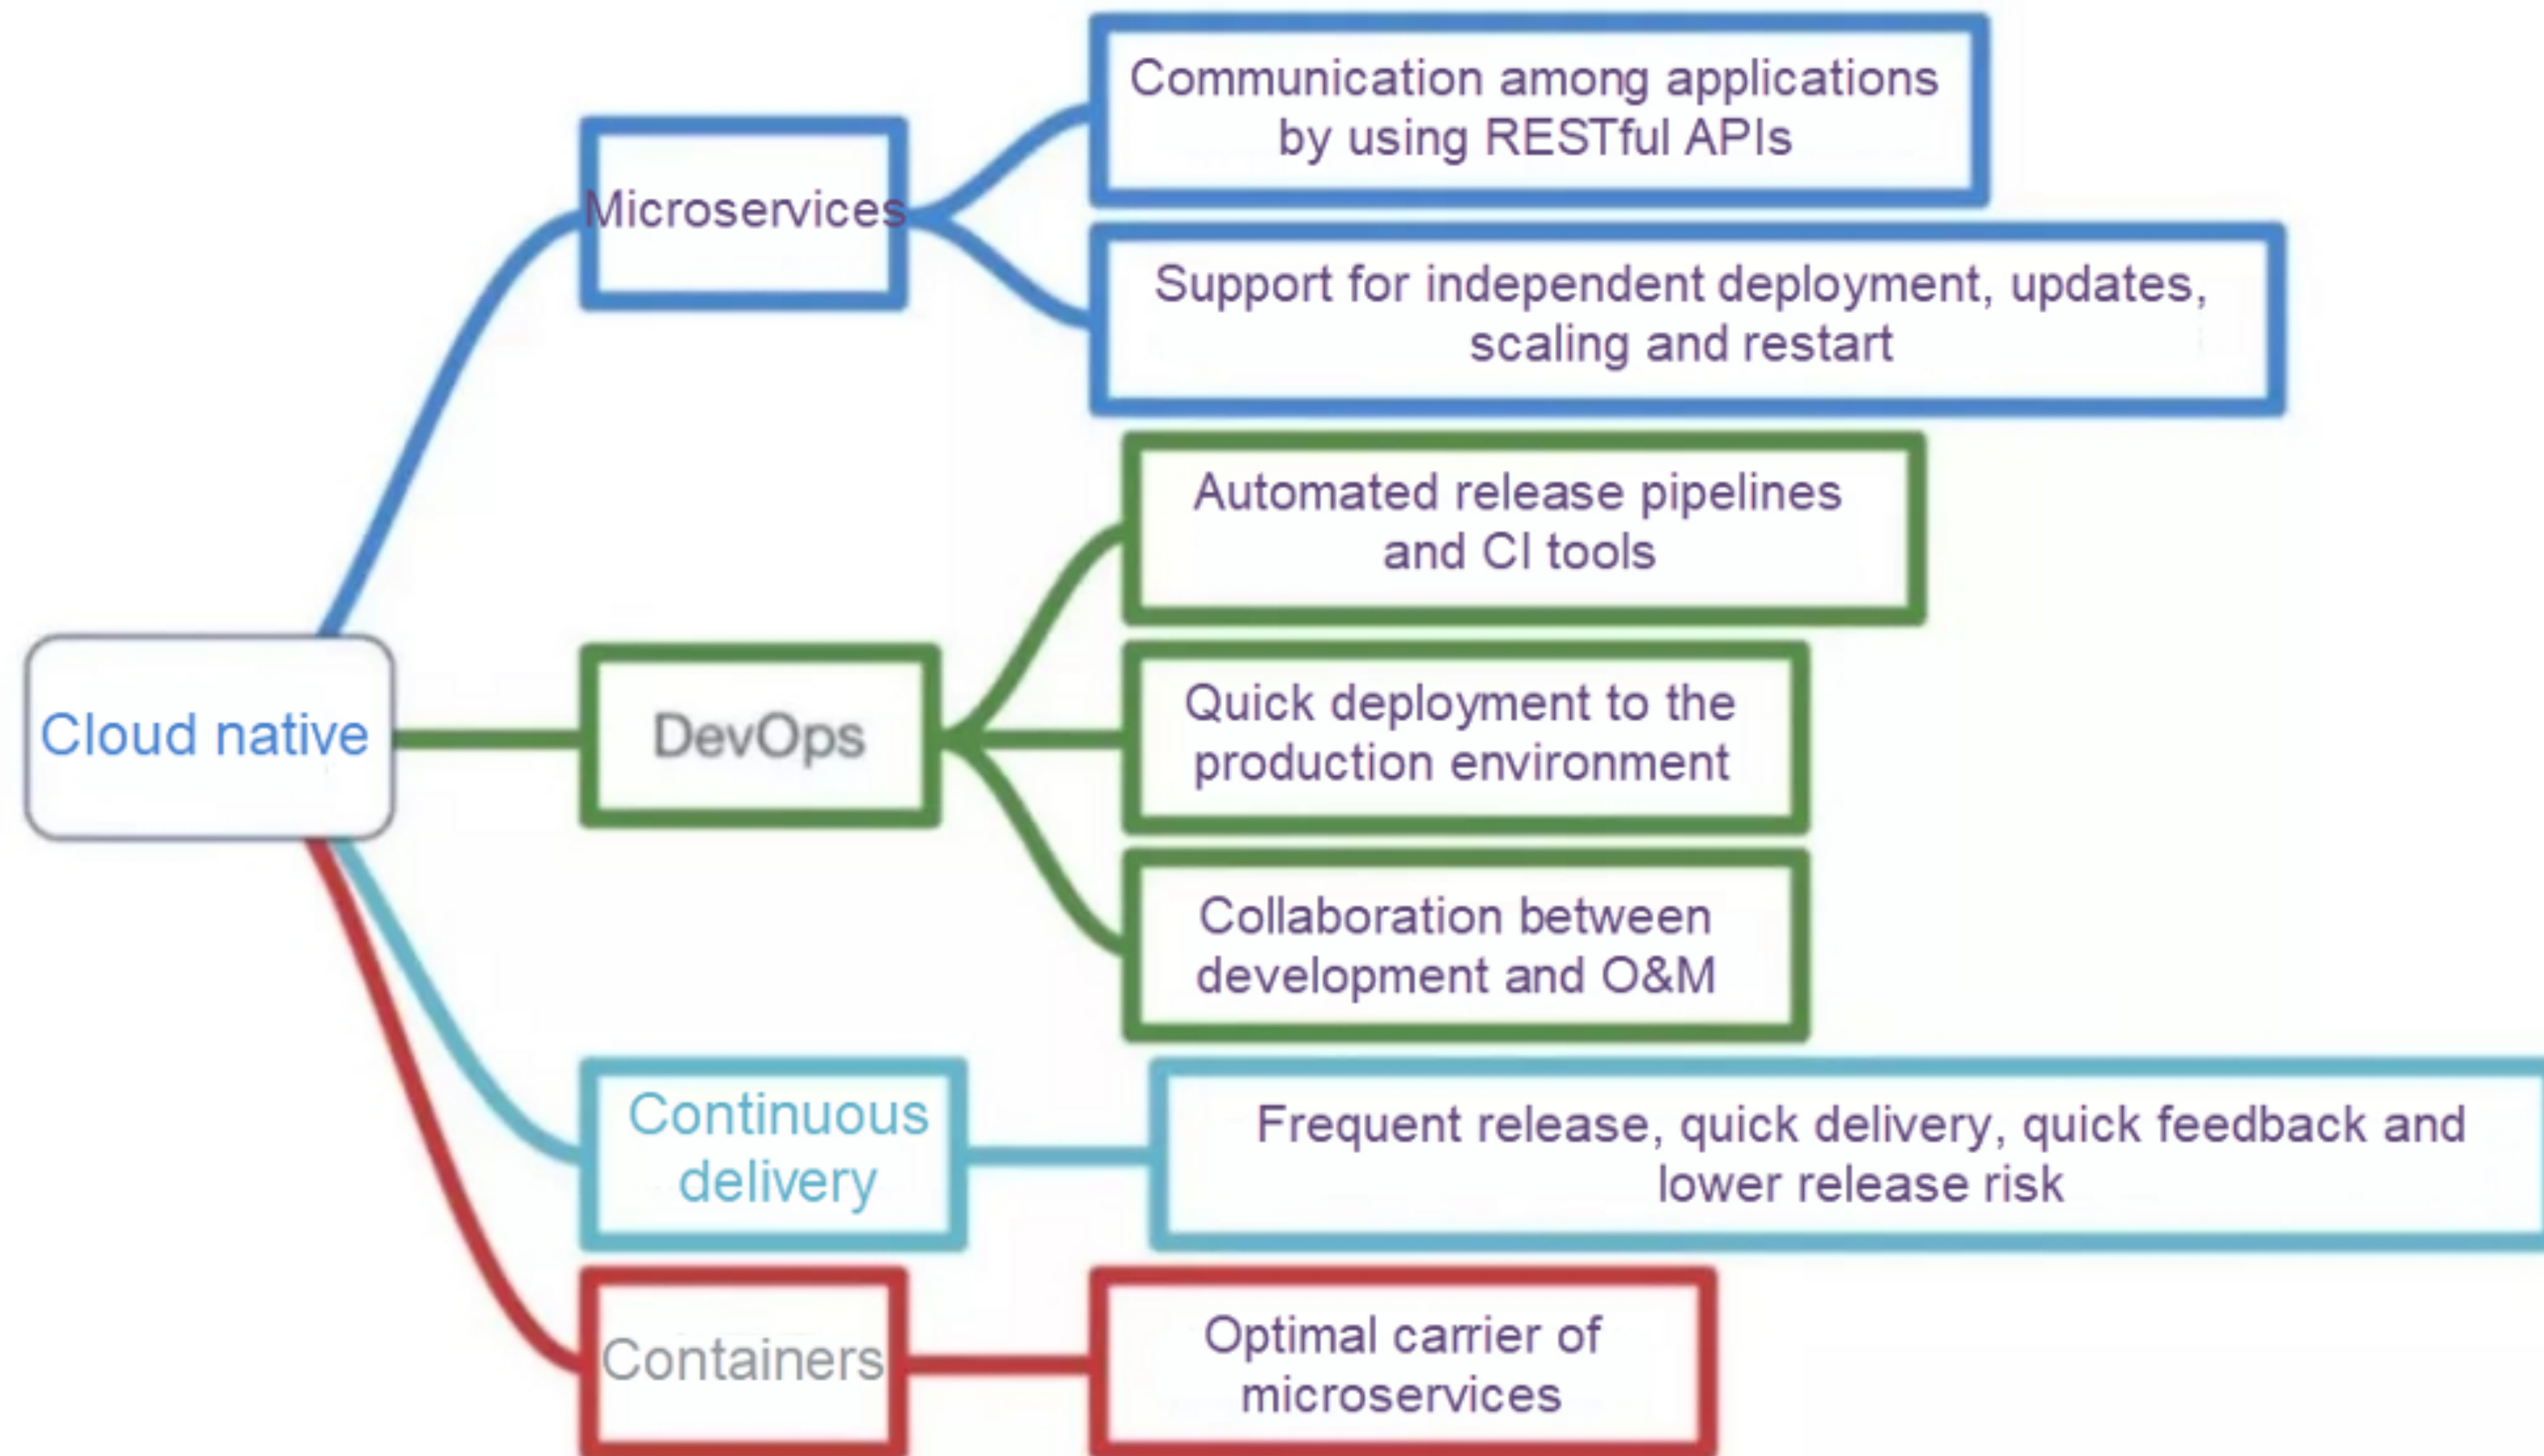 Cloud native
Microservices
Communication among applications
by using RESTful APIs
Support for independent deployment, updates,
scaling and restart
DevOps
Automated release pipelines
and CI tools
Quick deployment to the
production environment
Collaboration between
development and O&M
Continuous
delivery
Frequent release, quick delivery, quick feedback and
lower release risk
Containers
Optimal carrier of
microservices